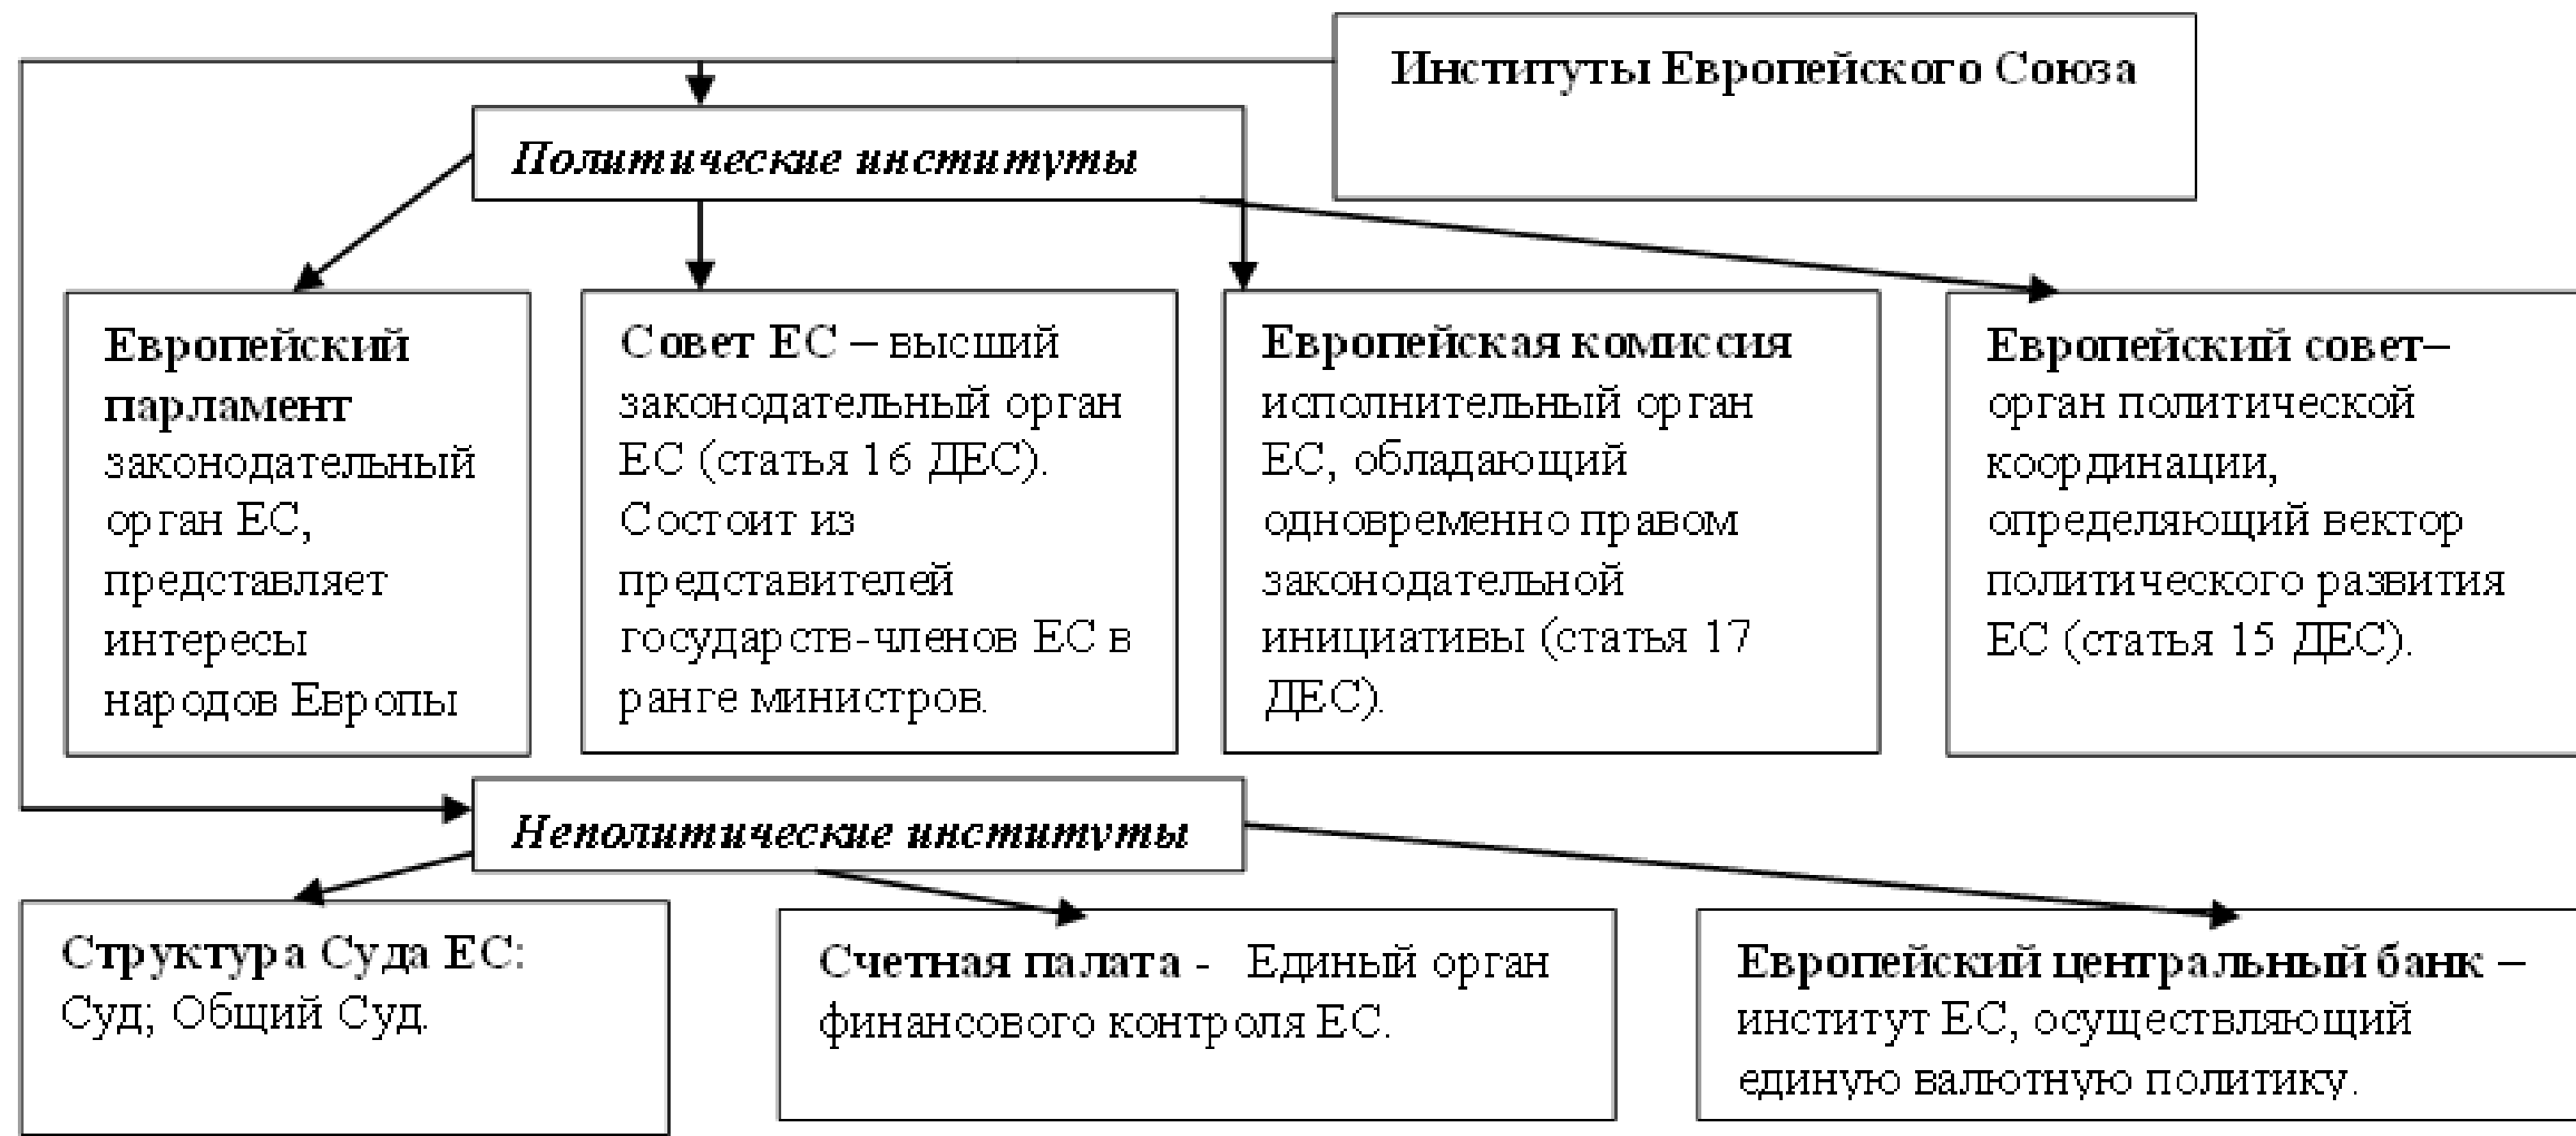 Институты Европейского Союза
Политические институты
Европейский
парламент
законодательный
орган ЕС,
представляет
интересы
народов Европы
Совет ЕС – высший
законодательный орган
ЕС (статья 16 ДЕС).
Состоит из
представителей
государств-членов ЕС в
ранге министров.
Европейская комиссия
исполнительный орган
ЕС, обладающий
одновременно правом
законодательной
инициативы (статья 17
ДЕС).
Европейский совет–
орган политической
координации,
определяющий вектор
политического развития
ЕС (статья 15 ДЕС).
Неполитические институты
Структура Суда ЕС:
Суд; Общий Суд.
Счетная палата - Единый орган
финансового контроля ЕС.
Европейский центральный банк –
институт ЕС, осуществляющий
единую валютную политику.